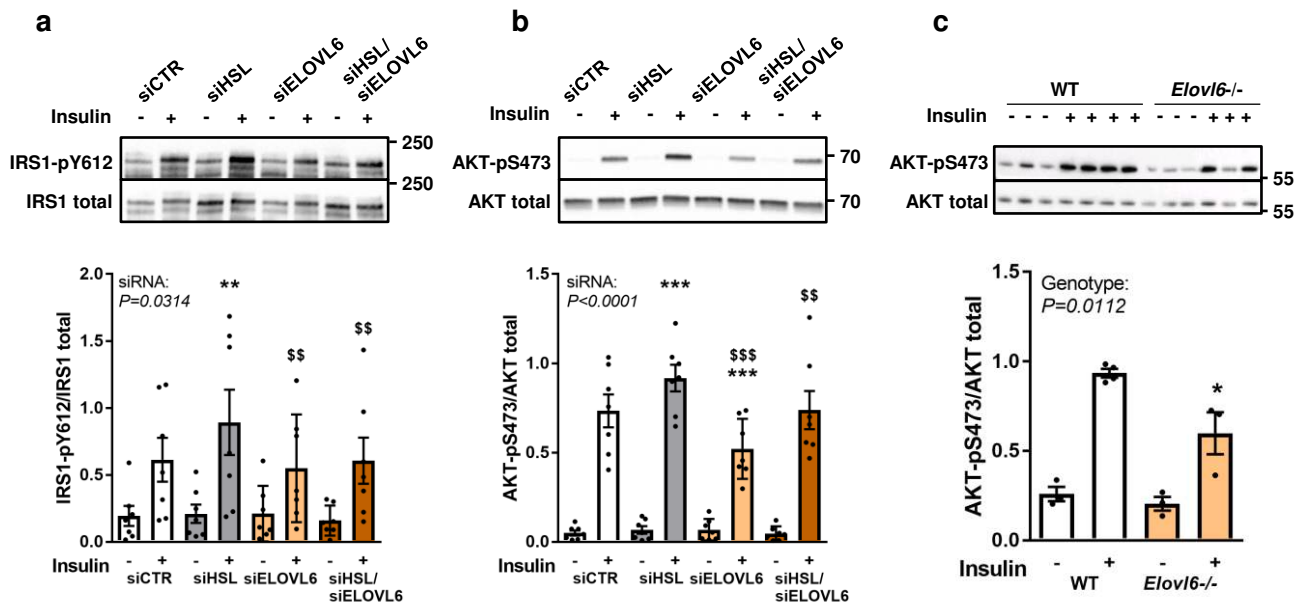 a
siCTR siHSL siELOVL6 siHSL/
siELOVL6
Insulin - + - + - + - +
IRS1-pY612
250
IRS1 total
250
2.0
1.5
1.0
0.5
0.0
IRS1-pY612/IRS1 total
siRNA:
P=0.0314
**
$$
$$
Insulin - + - + - + - +
siCTR siHSL siELOVL6 siHSL/
siELOVL6
b
siCTR siHSL siELOVL6 siHSL/
siELOVL6
Insulin - + - + - + - +
AKT-pS473
70
AKT total
70
1.5
1.0
0.5
0.0
AKT-pS473/AKT total
siRNA:
P<0.0001
***
$$$
***
$$
Insulin - + - + - + - +
siCTR siHSL siELOVL6 siHSL/
siELOVL6
c
WT Elovl6-/-
Insulin - - - + + + + - - - + + +
AKT-pS473
55
AKT total
55
1.5
1.0
0.5
0.0
AKT-pS473/AKT total
Genotype:
P=0.0112
*
Insulin - + - +
WT Elovl6-/-